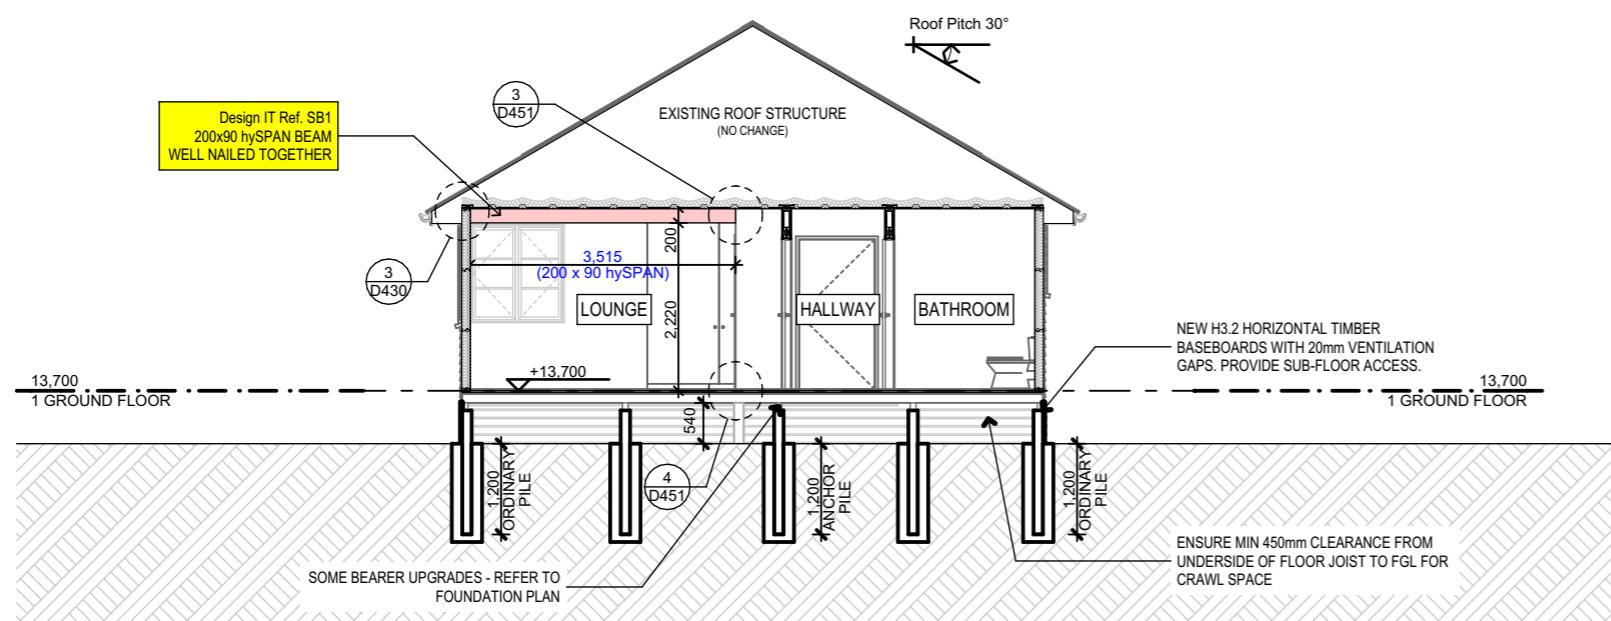 Roof Pitch 30°
3
D451
Design IT Ref. SB1
200x90 hySPAN BEAM
WELL NAILED TOGETHER
EXISTING ROOF STRUCTURE
(NO CHANGE)
200
3,515
(200 x 90 hySPAN)
3
D430
LOUNGE
HALLWAY
BATHROOM
2,220
NEW H3.2 HORIZONTAL TIMBER
BASEBOARDS WITH 20mm VENTILATION
GAPS. PROVIDE SUB-FLOOR ACCESS.
+13,700
13,700
1 GROUND FLOOR
13,700
1 GROUND FLOOR
540
4
D451
1,200
ORDINARY
PILE
1,200
ANCHOR
PILE
1,200
ORDINARY
PILE
SOME BEARER UPGRADES - REFER TO
FOUNDATION PLAN
ENSURE MIN 450mm CLEARANCE FROM
UNDERSIDE OF FLOOR JOIST TO FGL FOR
CRAWL SPACE